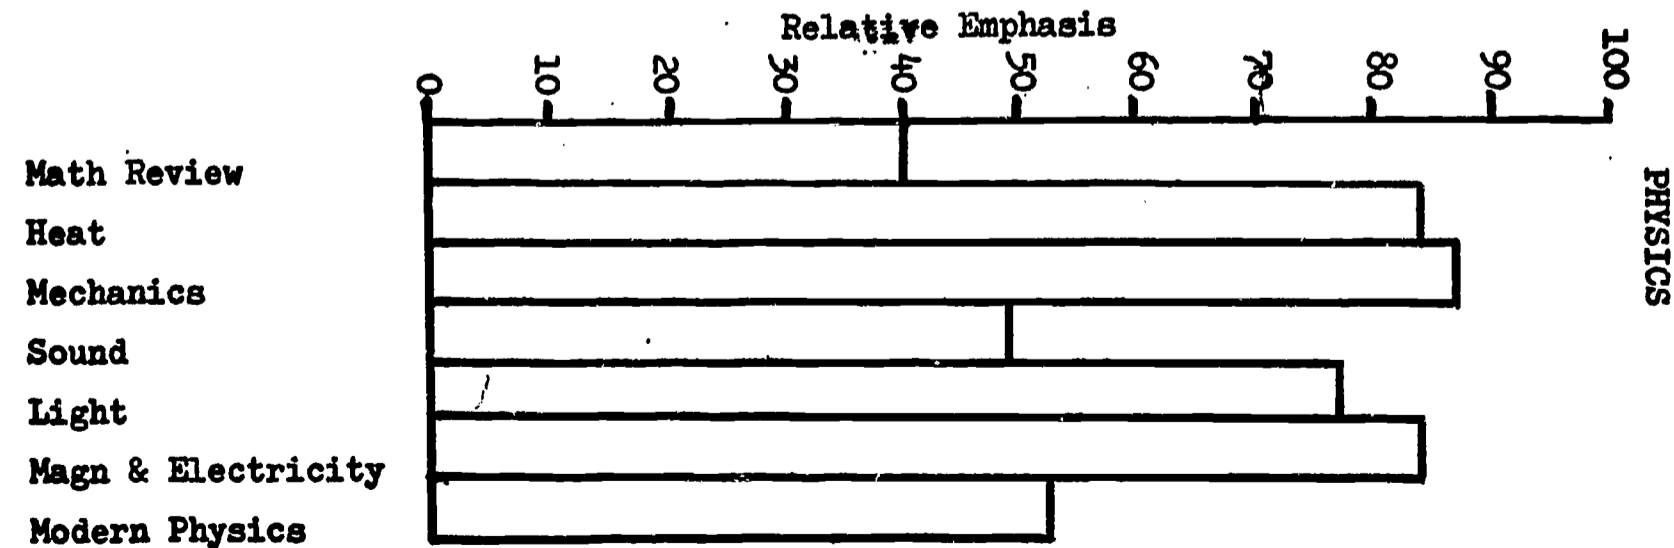 Relative Emphasis
0 10 20 30 40 50 60 70 80 90 100
PHYSICS
Math Review
Heat
Mechanics
Sound
Light
Magn & Electricity
Modern Physics